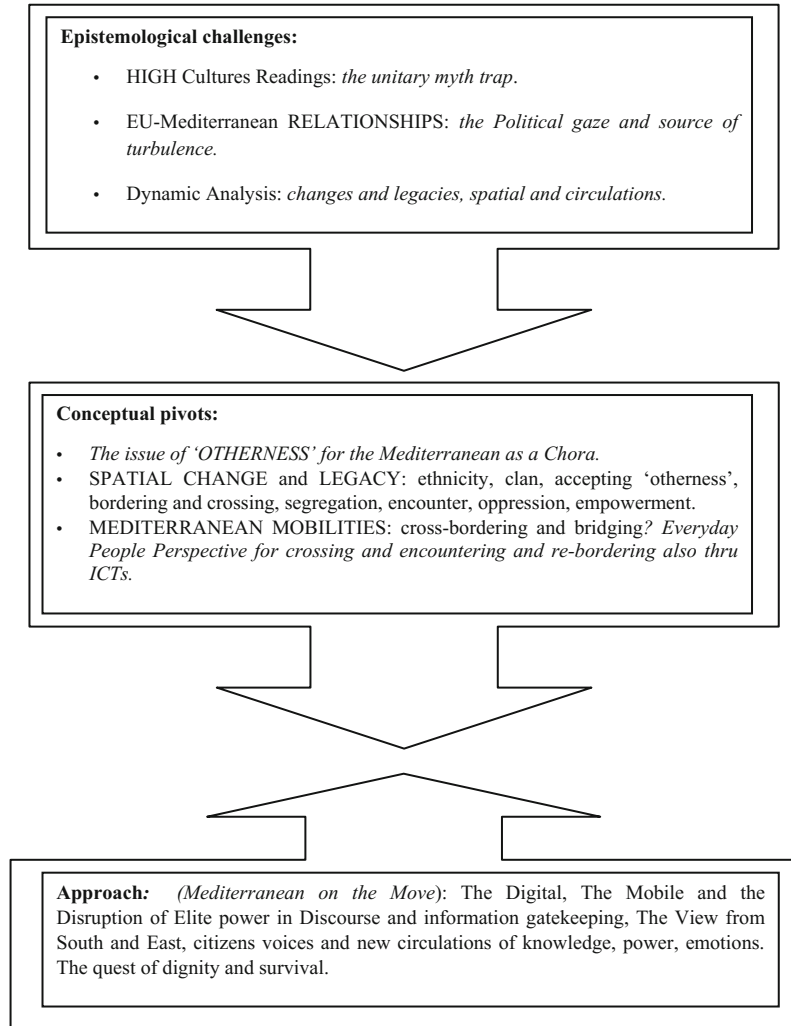 Epistemological challenges:
• HIGH Cultures Readings: the unitary myth trap.
• EU-Mediterranean RELATIONSHIPS: the Political gaze and source of
turbulence.
• Dynamic Analysis: changes and legacies, spatial and circulations.
Conceptual pivots:
• The issue of ‘OTHERNESS’ for the Mediterranean as a Chora.
• SPATIAL CHANGE and LEGACY: ethnicity, clan, accepting ‘otherness’,
bordering and crossing, segregation, encounter, oppression, empowerment.
• MEDITERRANEAN MOBILITIES: cross-bordering and bridging? Everyday
People Perspective for crossing and encountering and re-bordering also thru
ICTs.
Approach: (Mediterranean on the Move): The Digital, The Mobile and the
Disruption of Elite power in Discourse and information gatekeeping, The View from
South and East, citizens voices and new circulations of knowledge, power, emotions.
The quest of dignity and survival.